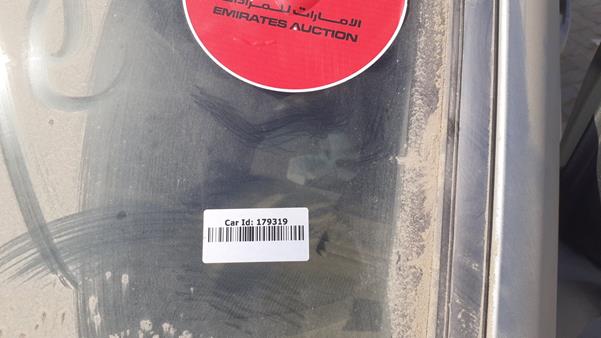 الامارات للمزادات
EMIRATES AUCTION
Car Id: 179319